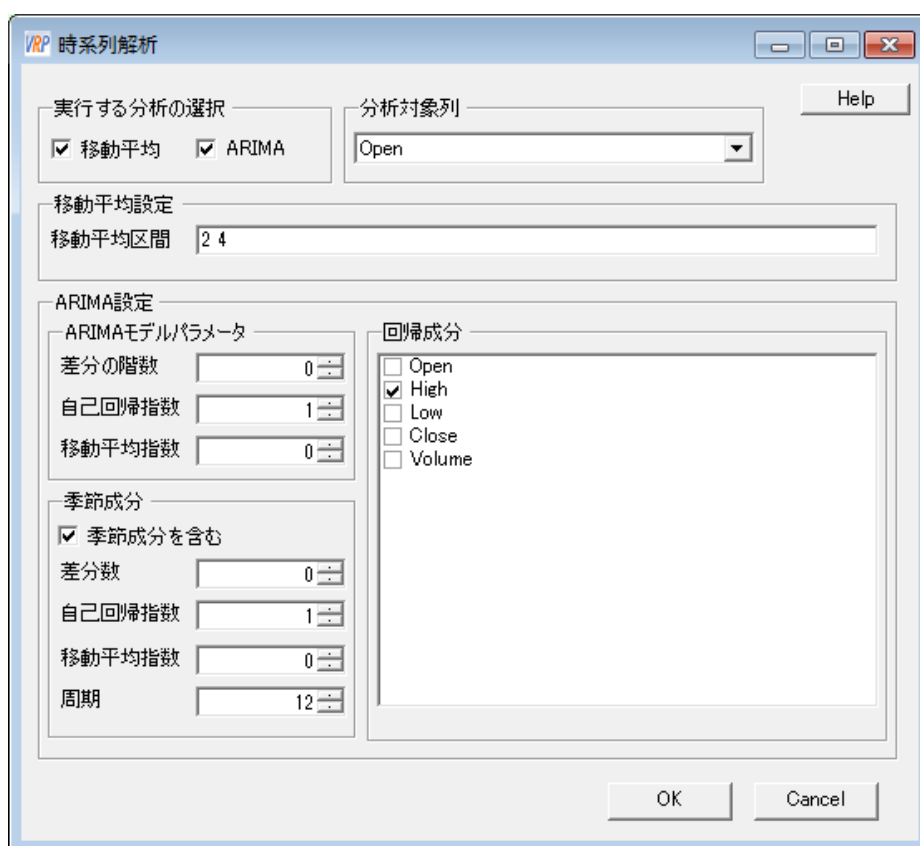 VRP 時系列解析
実行する分析の選択
移動平均 ARIMA
分析対象列
Open
Help
移動平均設定
移動平均区間 2 4
ARIMA設定
ARIMAモデルパラメータ
差分の階数 0
自己回帰指数 1
移動平均指数 0
季節成分
季節成分を含む
差分数 0
自己回帰指数 1
移動平均指数 0
周期 12
回帰成分
Open
High
Low
Close
Volume
OK Cancel